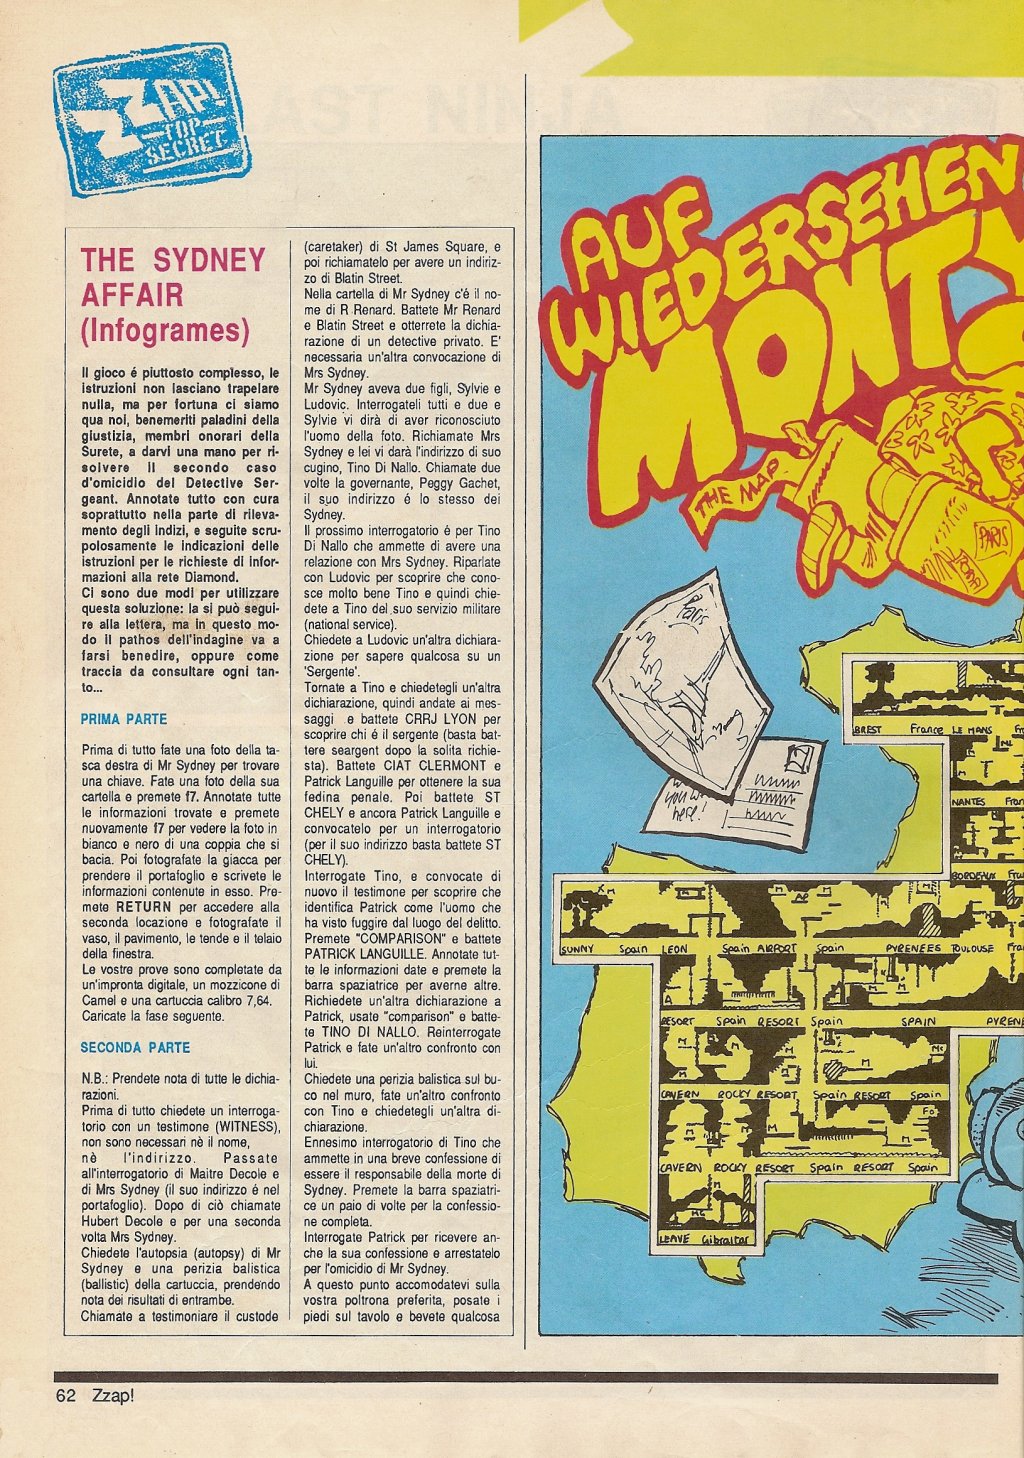 ZZAP!
TOP
SECRET
THE SYDNEY
AFFAIR
(Infogrames)
Il gioco é piuttosto complesso, le
istruzioni non lasciano trapelare
nulla, ma per fortuna ci siamo
qua noi, benemeriti paladini della
giustizia, membri onorari della
Surete, a darvi una mano per ri-
solvere il secondo caso
d'omicidio del Detective Ser-
geant. Annotate tutto con cura
soprattutto nella parte di rileva-
mento degli indizi, e seguite scru-
polosamente le indicazioni delle
istruzioni per le richieste di infor-
mazioni alla rete Diamond.
Ci sono due modi per utilizzare
questa soluzione: la si può segui-
re alla lettera, ma in questo mo-
do il pathos dell'indagine va a
farsi benedire, oppure come
traccia da consultare ogni tan-
to...
PRIMA PARTE
Prima di tutto fate una foto della ta-
sca destra di Mr Sydney per trovare
una chiave. Fate una foto della sua
cartella e premete f7. Annotate tutte
le informazioni trovate e premete
nuovamente f7 per vedere la foto in
bianco e nero di una coppia che si
bacia. Poi fotografate la giacca per
prendere il portafoglio e scrivete le
informazioni contenute in esso. Pre-
mete RETURN per accedere alla
seconda locazione e fotografate il
vaso, il pavimento, le tende e il telaio
della finestra.
Le vostre prove sono completate da
un'impronta digitale, un mozzicone di
Camel e una cartuccia calibro 7,64.
Caricate la fase seguente.
SECONDA PARTE
N.B.: Prendete nota di tutte le dichia-
razioni.
Prima di tutto chiedete un interroga-
torio con un testimone (WITNESS),
non sono necessari nè il nome,
nè l'indirizzo. Passate
all'interrogatorio di Maitre Decole e
di Mrs Sydney (il suo indirizzo é nel
portafoglio). Dopo di ciò chiamate
Hubert Decole e per una seconda
volta Mrs Sydney.
Chiedete l'autopsia (autopsy) di Mr
Sydney e una perizia balistica
(ballistic) della cartuccia, prendendo
nota dei risultati di entrambe.
Chiamate a testimoniare il custode
(caretaker) di St James Square, e
poi richiamatelo per avere un indiriz-
zo di Blatin Street.
Nella cartella di Mr Sydney c'é il no-
me di R Renard. Battete Mr Renard
e Blatin Street e otterrete la dichia-
razione di un detective privato. E'
necessaria un'altra convocazione di
Mrs Sydney.
Mr Sydney aveva due figli, Sylvie e
Ludovic. Interrogateli tutti e due e
Sylvie vi dirà di aver riconosciuto
l'uomo della foto. Richiamate Mrs
Sydney e lei vi darà l'indirizzo di suo
cugino, Tino Di Nallo. Chiamate due
volte la governante, Peggy Gachet,
il suo indirizzo é lo stesso dei
Sydney.
Il prossimo interrogatorio é per Tino
Di Nallo che ammette di avere una
relazione con Mrs Sydney. Riparlate
con Ludovic per scoprire che cono-
sce molto bene Tino e quindi chie-
dete a Tino del suo servizio militare
(national service).
Chiedete a Ludovic un'altra dichiara-
zione per sapere qualcosa su un
'Sergente'.
Tornate a Tino e chiedetegli un'altra
dichiarazione, quindi andate ai mes-
saggi e battete CRRJ LYON per
scoprire chi é il sergente (basta bat-
tere seargent dopo la solita richie-
sta). Battete CIAT CLERMONT e
Patrick Languille per ottenere la sua
fedina penale. Poi battete ST
CHELY e ancora Patrick Languille e
convocatelo per un interrogatorio
(per il suo indirizzo basta battete ST
CHELY).
Interrogate Tino, e convocate di
nuovo il testimone per scoprire che
identifica Patrick come l'uomo che
ha visto fuggire dal luogo del delitto.
Premete "COMPARISON" e battete
PATRICK LANGUILLE. Annotate tut-
te le informazioni date e premete la
barra spaziatrice per averne altre.
Richiedete un'altra dichiarazione a
Patrick, usate "comparison" e batte-
te TINO DI NALLO. Reinterrogate
Patrick e fate un'altro confronto con
lui.
Chiedete una perizia balistica sul bu-
co nel muro, fate un'altro confronto
con Tino e chiedetegli un'altra di-
chiarazione.
Ennesimo interrogatorio di Tino che
ammette in una breve confessione di
essere il responsabile della morte di
Sydney. Premete la barra spaziatri-
ce un paio di volte per la confessio-
ne completa.
Interrogate Patrick per ricevere an-
che la sua confessione e arrestatelo
per l'omicidio di Mr Sydney.
A questo punto accomodatevi sulla
vostra poltrona preferita, posate i
piedi sul tavolo e bevete qualcosa
AUF
WIEDERSEHEN
MONTY
THE MAP
PARIS
ROMA
Paris
here!
BREST France LE MANS
NANTES
BORDEAUX
SUNNY Spain LEON Spain AIRPORT Spain PYRENEES TOULOUSE
RESORT Spain RESORT Spain SPAIN
CAVERN ROCKY RESORT Spain RESORT Spain
CAVERN ROCKY RESORT Spain RESORT Spain
LEAVE Gibraltar
62 Zzap!